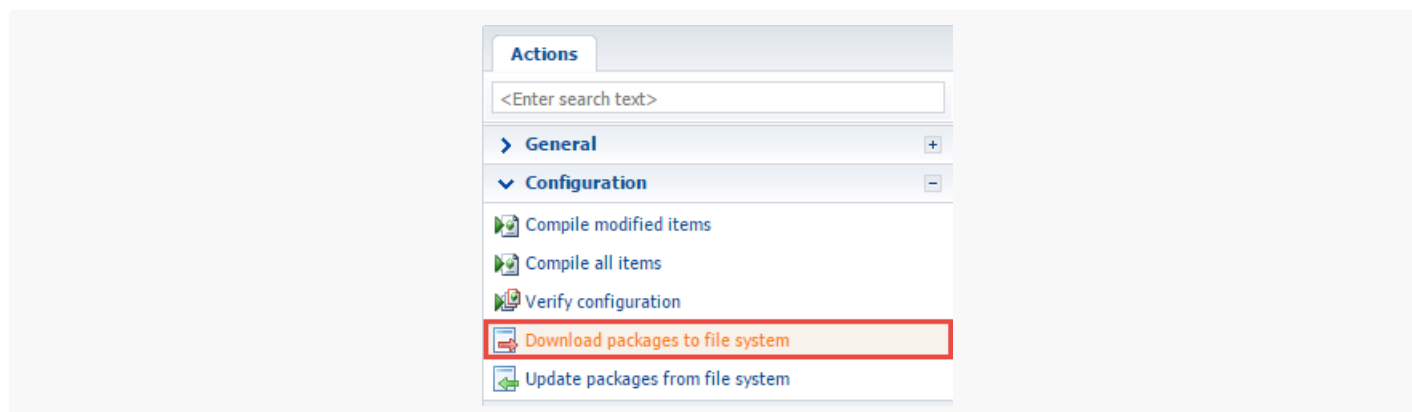 Actions
<Enter search text>
General
Configuration
Compile modified items
Compile all items
Verify configuration
Download packages to file system
Update packages from file system